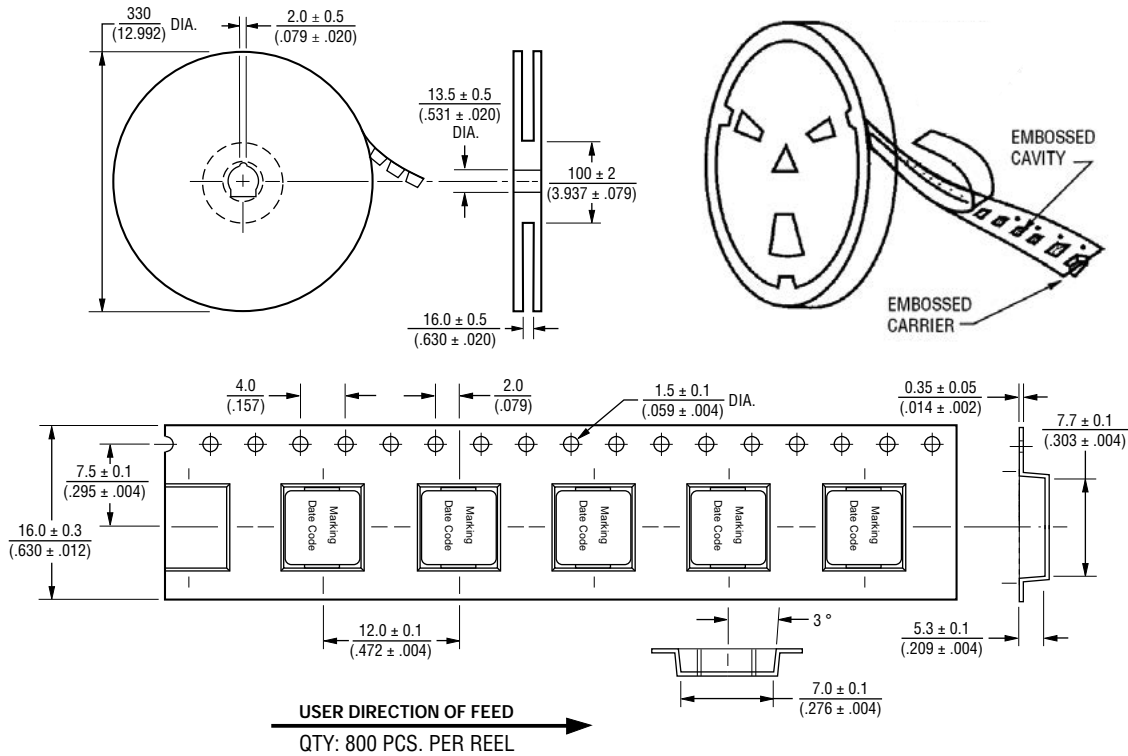 330
(12.992)
DIA.
2.0 ± 0.5
(.079 ± .020)
13.5 ± 0.5
(.531 ± .020)
DIA.
100 ± 2
(3.937 ± .079)
16.0 ± 0.5
(.630 ± .020)
EMBOSSED
CAVITY
EMBOSSED
CARRIER
4.0
(.157)
2.0
(.079)
1.5 ± 0.1
(.059 ± .004)
DIA.
0.35 ± 0.05
(.014 ± .002)
7.7 ± 0.1
(.303 ± .004)
7.5 ± 0.1
(.295 ± .004)
16.0 ± 0.3
(.630 ± .012)
Marking
Date Code
Marking
Date Code
Marking
Date Code
Marking
Date Code
Marking
Date Code
12.0 ± 0.1
(.472 ± .004)
3 °
5.3 ± 0.1
(.209 ± .004)
7.0 ± 0.1
(.276 ± .004)
USER DIRECTION OF FEED
QTY: 800 PCS. PER REEL